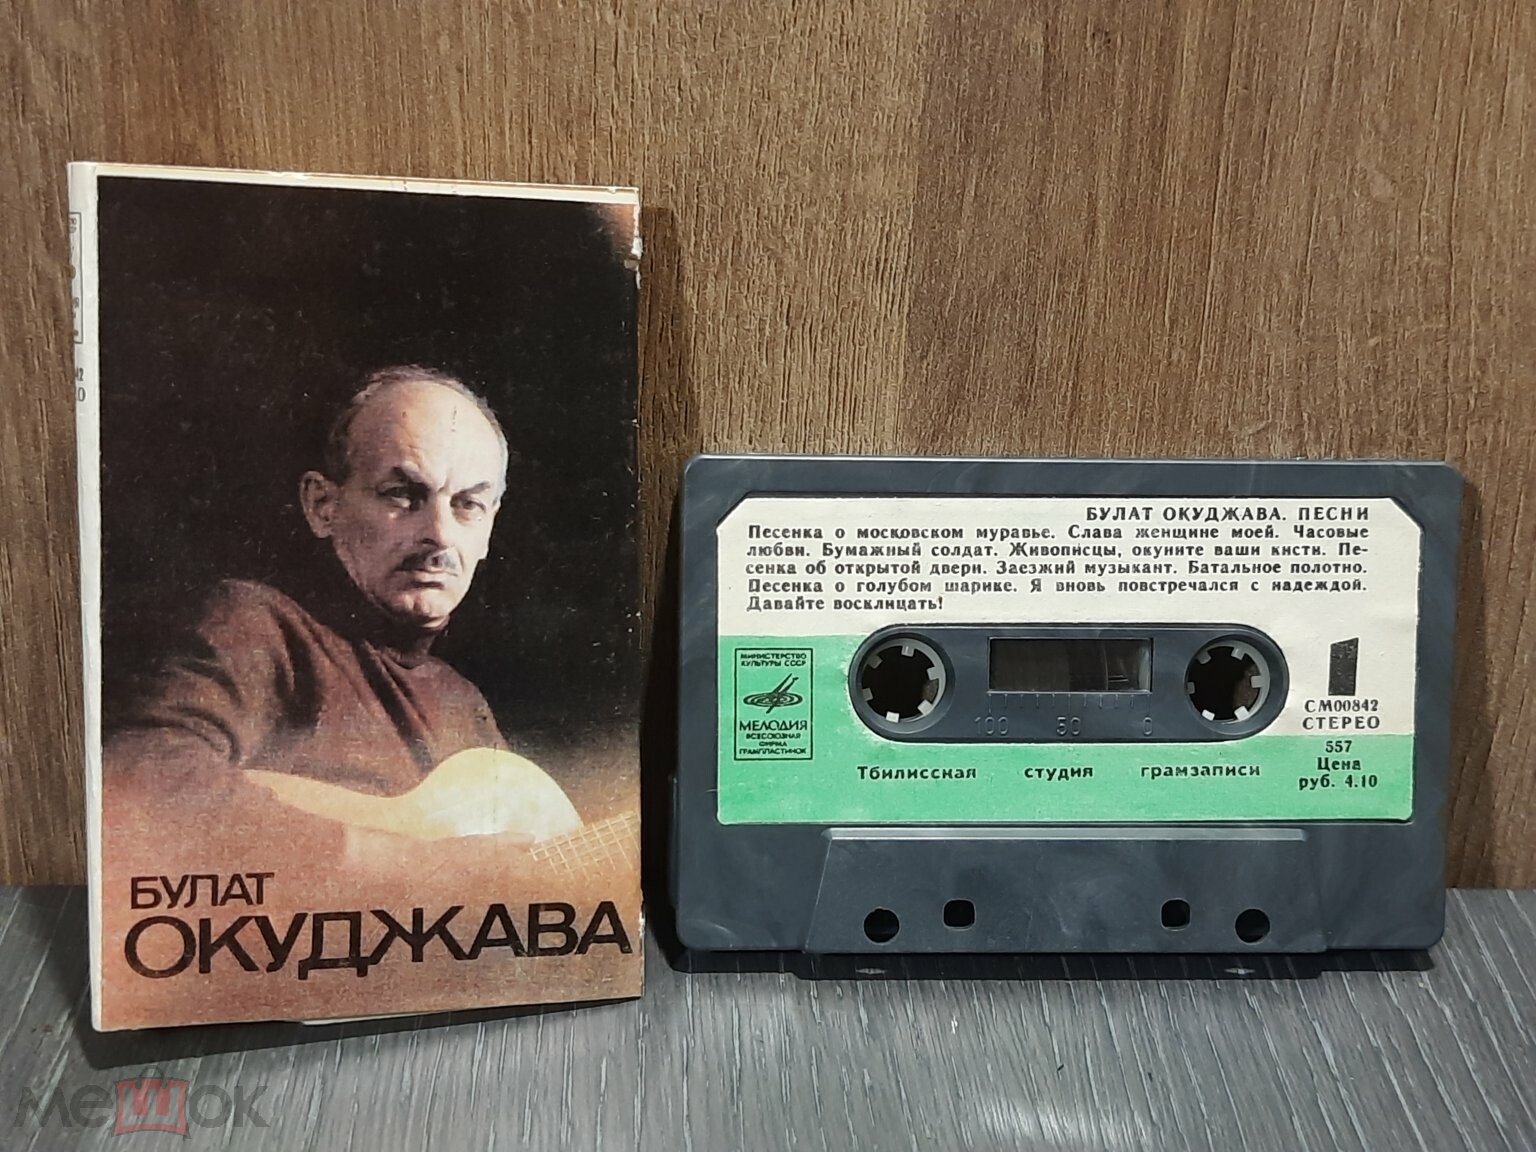 БУЛАТ
ОКУДЖАВА
БУЛАТ ОКУДЖАВА. ПЕСНИ
Песенка о московском муравье. Слава женщине моей. Часовые
любви. Бумажный солдат. Живописцы, окуните ваши кисти. Пе-
сенка об открытой двери. Заезжий музыкант. Батальное полотно.
Песенка о голубом шарике. Я вновь повстречался с надеждой.
Давайте восклицать!
МИНИСТЕРСТВО
КУЛЬТУРЫ СССР
МЕЛОДИЯ
ВСЕСОЮЗНАЯ
ФИРМА
ГРАМПЛАСТИНОК
100 50 0
1
СМ00842
СТЕРЕО
557
Цена
руб. 4.10
Тбилисская студия грамзаписи
мешок